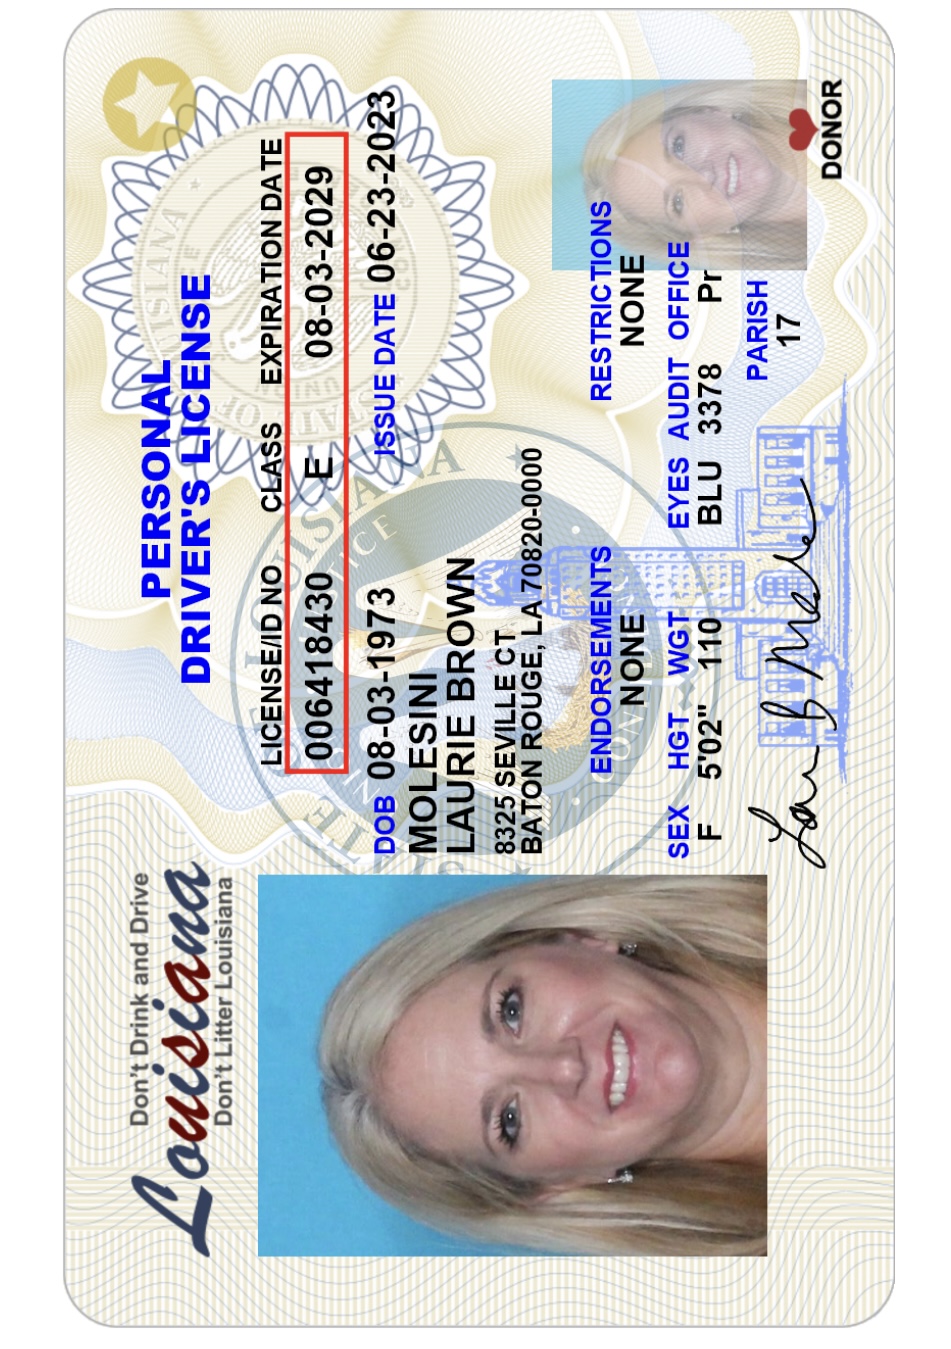 Don't Drink and Drive
Louisiana
Don't Litter Louisiana
PERSONAL
DRIVER'S LICENSE
LICENSE/ID NO CLASS EXPIRATION DATE
006418430 E 08-03-2029
DOB 08-03-1973 ISSUE DATE 06-23-2023
MOLESINI
LAURIE BROWN
8325 SEVILLE CT
BATON ROUGE, LA 70820-0000
ENDORSEMENTS RESTRICTIONS
NONE NONE
SEX HGT WGT EYES AUDIT OFFICE
F 5'02" 110 BLU 3378 Pr
PARISH
17
DONOR